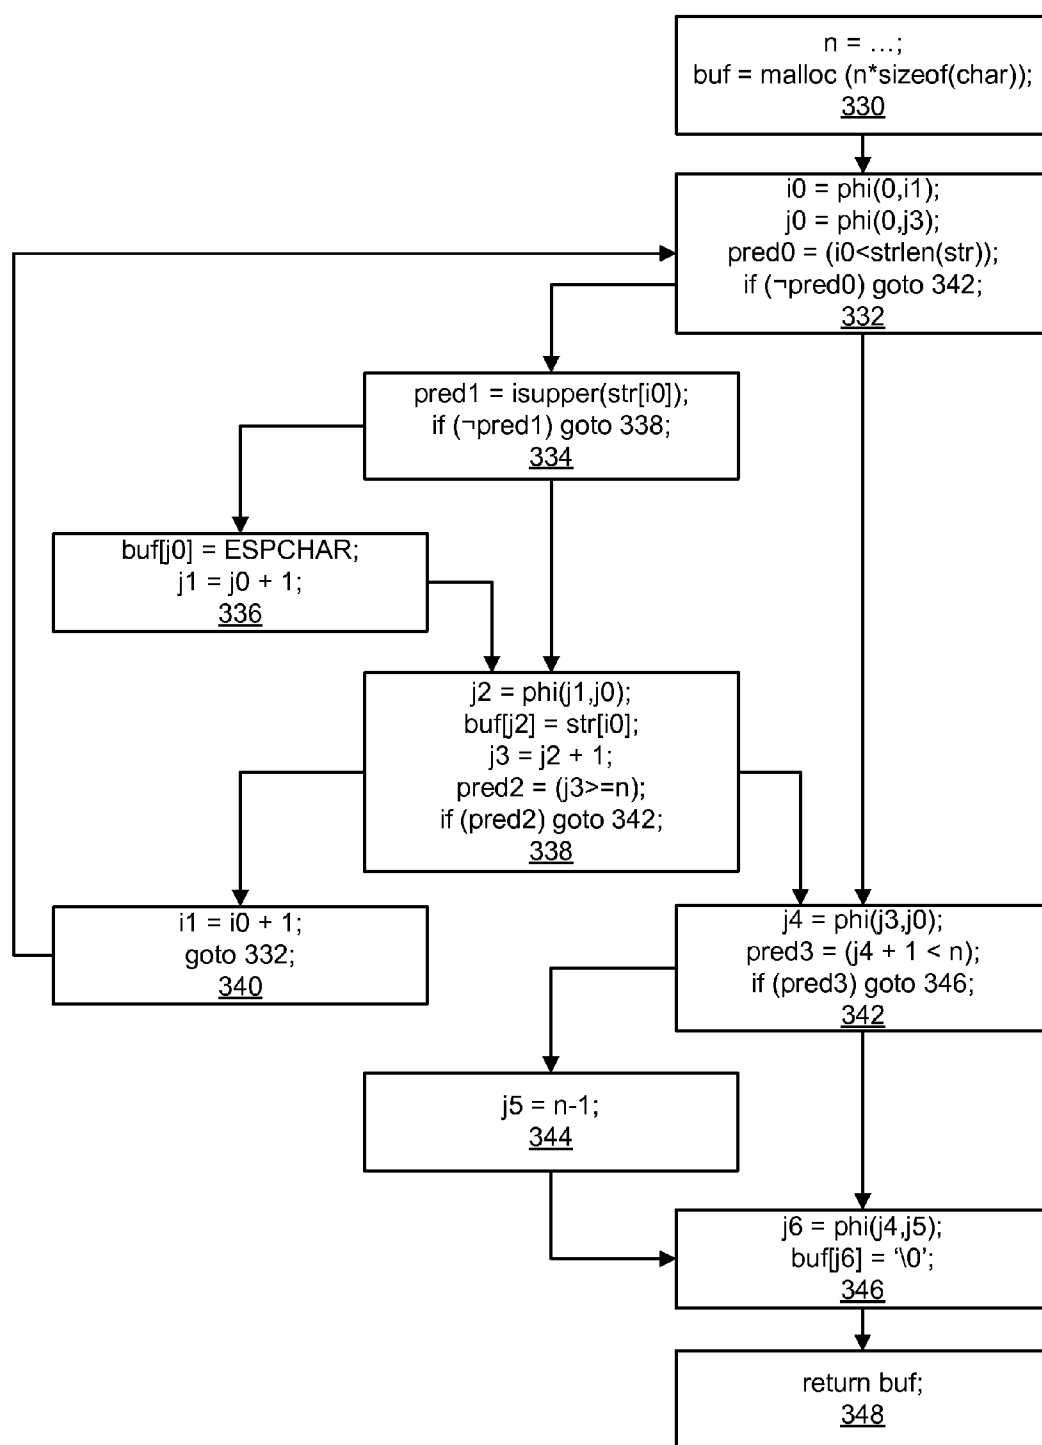 n = …;
buf = malloc (n*sizeof(char));
330
i0 = phi(0,i1);
j0 = phi(0,j3);
pred0 = (i0<strlen(str));
if (¬pred0) goto 342;
332
pred1 = isupper(str[i0]);
if (¬pred1) goto 338;
334
buf[j0] = ESPCHAR;
j1 = j0 + 1;
336
j2 = phi(j1,j0);
buf[j2] = str[i0];
j3 = j2 + 1;
pred2 = (j3>=n);
if (pred2) goto 342;
338
i1 = i0 + 1;
goto 332;
340
j4 = phi(j3,j0);
pred3 = (j4 + 1 < n);
if (pred3) goto 346;
342
j5 = n-1;
344
j6 = phi(j4,j5);
buf[j6] = ‘\0’;
346
return buf;
348